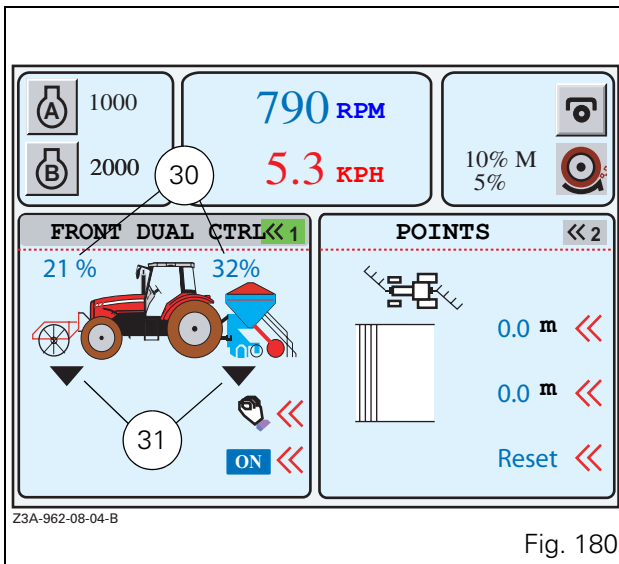 A 1000
B 2000
790 RPM
5.3 KPH
10% M
5%
30
FRONT DUAL CTRL «1
21 % 32%
31
ON «
POINTS «2
0.0 m «
0.0 m «
Reset «
Z3A-962-08-04-B
Fig. 180